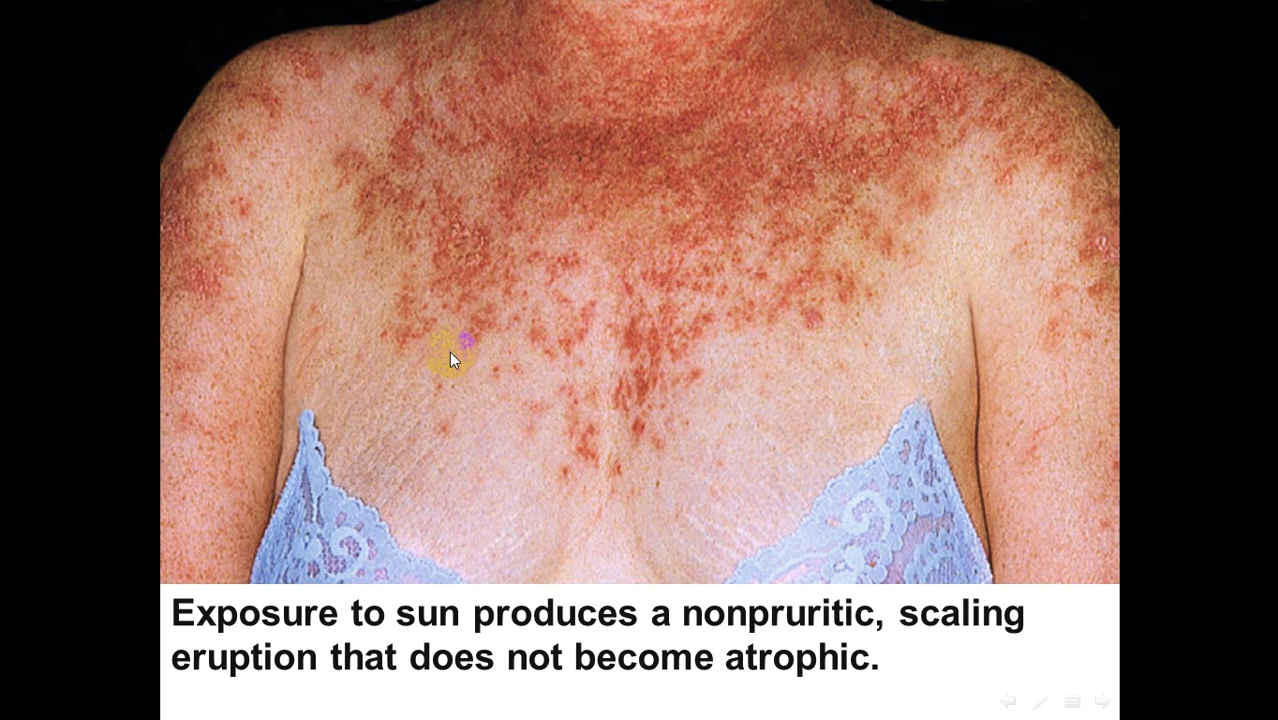 Exposure to sun produces a nonpruritic, scaling
eruption that does not become atrophic.